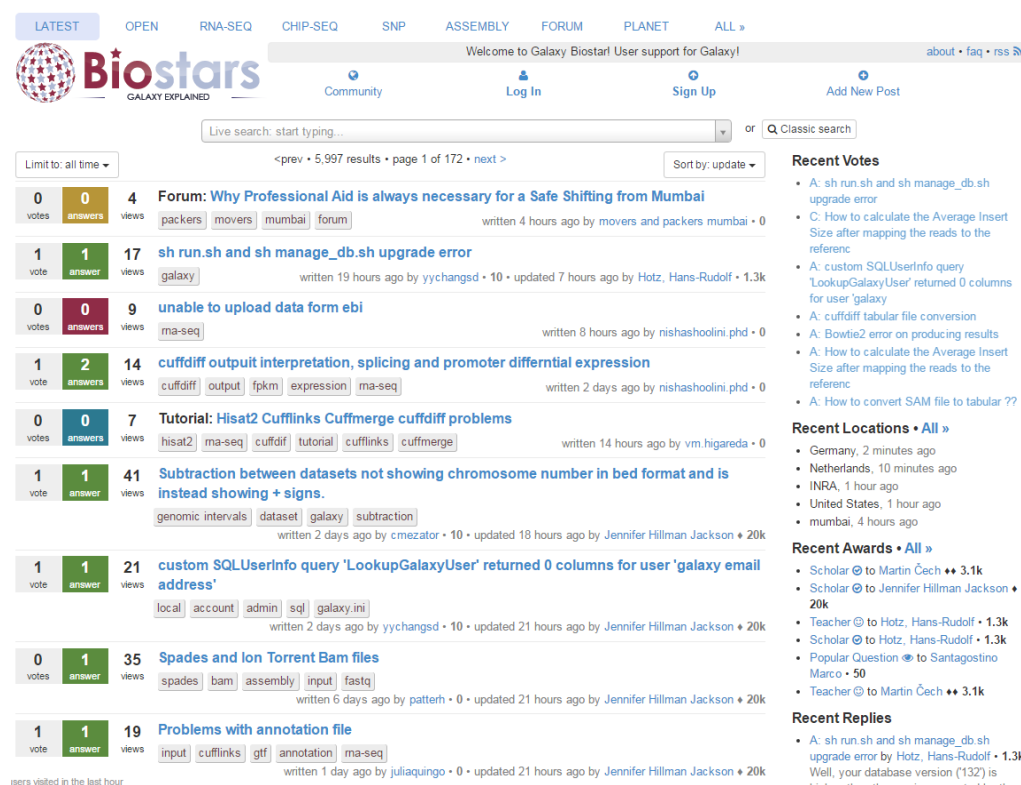 LATEST OPEN RNA-SEQ CHIP-SEQ SNP ASSEMBLY FORUM PLANET ALL »
Welcome to Galaxy Biostar! User support for Galaxy! about • faq • rss
Biostars
GALAXY EXPLAINED
Community Log In Sign Up Add New Post
Live search: start typing... or Classic search
Limit to: all time <prev • 5,997 results • page 1 of 172 • next > Sort by: update
0 votes 0 answers 4 views
Forum: Why Professional Aid is always necessary for a Safe Shifting from Mumbai
packers movers mumbai forum
written 4 hours ago by movers and packers mumbai • 0
1 vote 1 answer 17 views
sh run.sh and sh manage_db.sh upgrade error
galaxy
written 19 hours ago by yychangsd • 10 • updated 7 hours ago by Hotz, Hans-Rudolf • 1.3k
0 votes 0 answers 9 views
unable to upload data form ebi
rna-seq
written 8 hours ago by nishashoolini.phd • 0
1 vote 2 answers 14 views
cuffdiff outpuit interpretation, splicing and promoter differntial expression
cuffdiff output fpkm expression rna-seq
written 2 days ago by nishashoolini.phd • 0
0 votes 0 answers 7 views
Tutorial: Hisat2 Cufflinks Cuffmerge cuffdiff problems
hisat2 rna-seq cuffdif tutorial cufflinks cuffmerge
written 14 hours ago by vm.higareda • 0
1 vote 1 answer 41 views
Subtraction between datasets not showing chromosome number in bed format and is
instead showing + signs.
genomic intervals dataset galaxy subtraction
written 2 days ago by cmezator • 10 • updated 18 hours ago by Jennifer Hillman Jackson ♦ 20k
1 vote 1 answer 21 views
custom SQLUserInfo query 'LookupGalaxyUser' returned 0 columns for user 'galaxy email
address'
local account admin sql galaxy.ini
written 2 days ago by yychangsd • 10 • updated 21 hours ago by Jennifer Hillman Jackson ♦ 20k
0 votes 1 answer 35 views
Spades and Ion Torrent Bam files
spades bam assembly input fastq
written 6 days ago by patterh • 0 • updated 21 hours ago by Jennifer Hillman Jackson ♦ 20k
1 vote 1 answer 19 views
Problems with annotation file
input cufflinks gtf annotation rna-seq
written 1 day ago by juliaquingo • 0 • updated 21 hours ago by Jennifer Hillman Jackson ♦ 20k
users visited in the last hour
Recent Votes
• A: sh run.sh and sh manage_db.sh
upgrade error
• C: How to calculate the Average Insert
Size after mapping the reads to the
referenc
• A: custom SQLUserInfo query
'LookupGalaxyUser' returned 0 columns
for user 'galaxy
• A: cuffdiff tabular file conversion
• A: Bowtie2 error on producing results
• A: How to calculate the Average Insert
Size after mapping the reads to the
referenc
• A: How to convert SAM file to tabular ??
Recent Locations • All »
• Germany, 2 minutes ago
• Netherlands, 10 minutes ago
• INRA, 1 hour ago
• United States, 1 hour ago
• mumbai, 4 hours ago
Recent Awards • All »
• Scholar to Martin Čech ♦♦ 3.1k
• Scholar to Jennifer Hillman Jackson ♦
20k
• Teacher to Hotz, Hans-Rudolf • 1.3k
• Scholar to Hotz, Hans-Rudolf • 1.3k
• Popular Question to Santagostino
Marco • 50
• Teacher to Martin Čech ♦♦ 3.1k
Recent Replies
• A: sh run.sh and sh manage_db.sh
upgrade error by Hotz, Hans-Rudolf • 1.3k
Well, your database version ('132') is